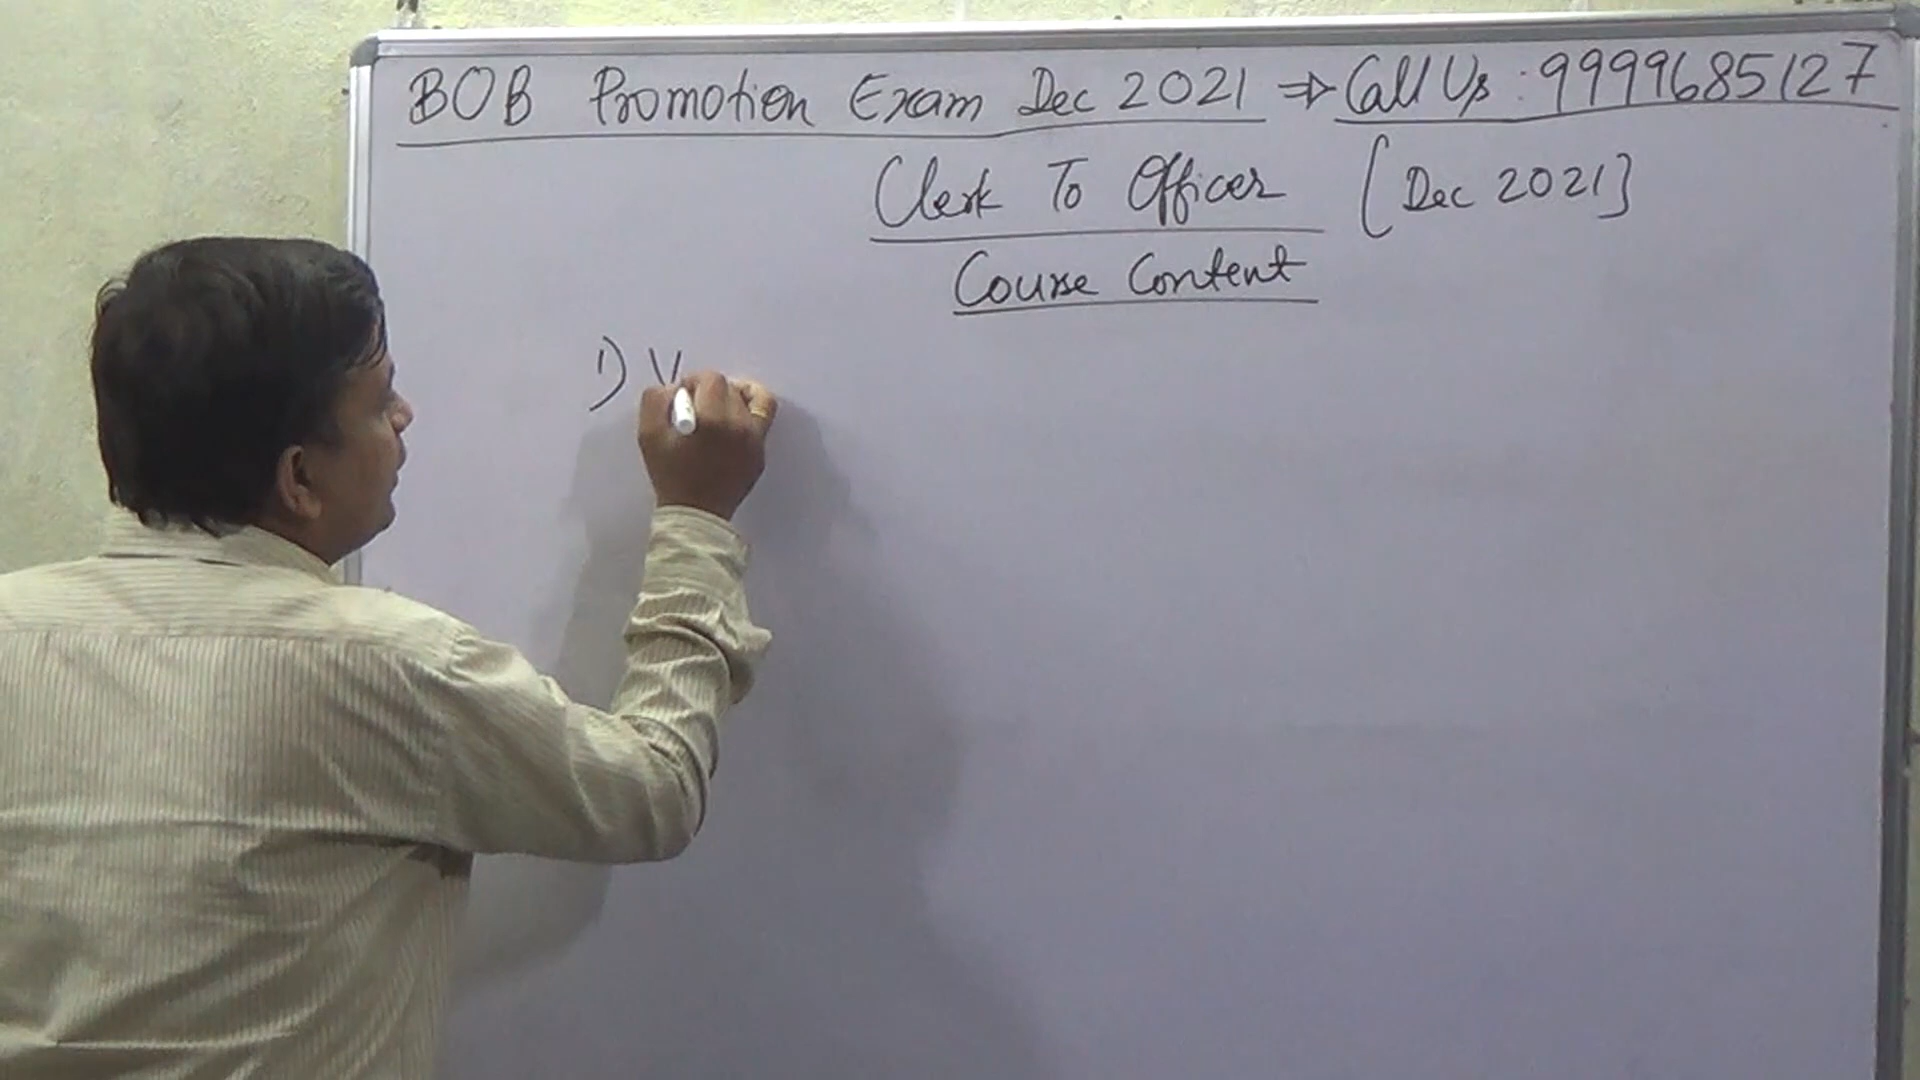 BOB Promotion Exam Dec 2021 ⇒ Call Us : 9999685127
Clerk To Officer [Dec 2021]
Course Content
1) V